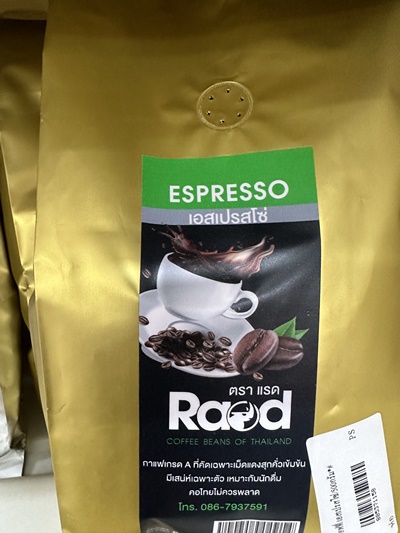 ESPRESSO
เอสเปรสโซ่
ตรา แรด
Raod
COFFEE BEANS OF THAILAND
กาแฟเกรด A ที่คัดเฉพาะเม็ดแดงสุกคั่วเข้มข้น
มีเสน่ห์เฉพาะตัว เหมาะกับนักดื่ม
คอไทยไม่ควรพลาด
โทร. 086-7937591
PS